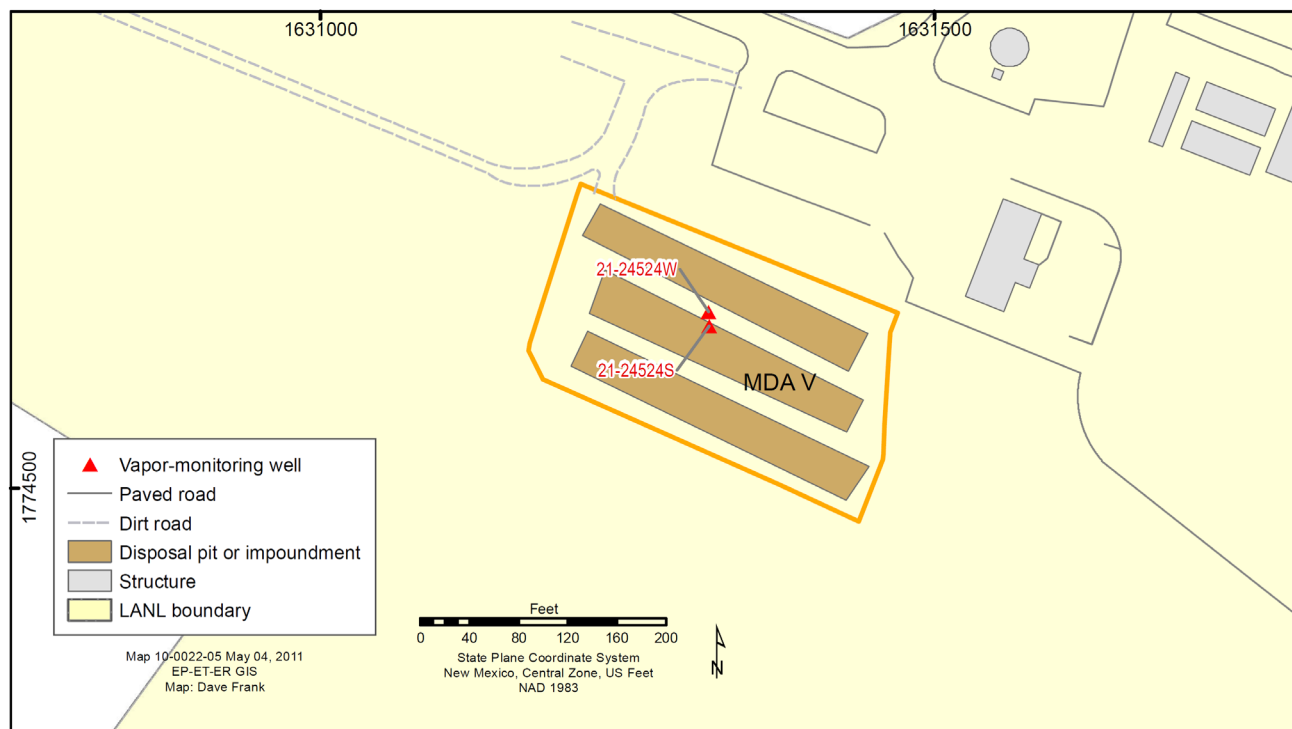 1631000
1631500
21-24524W
21-24524S
MDA V
1774500
Vapor-monitoring well
Paved road
Dirt road
Disposal pit or impoundment
Structure
LANL boundary
Feet
0 40 80 120 160 200
State Plane Coordinate System
New Mexico, Central Zone, US Feet
NAD 1983
N
Map 10-0022-05 May 04, 2011
EP-ET-ER GIS
Map: Dave Frank